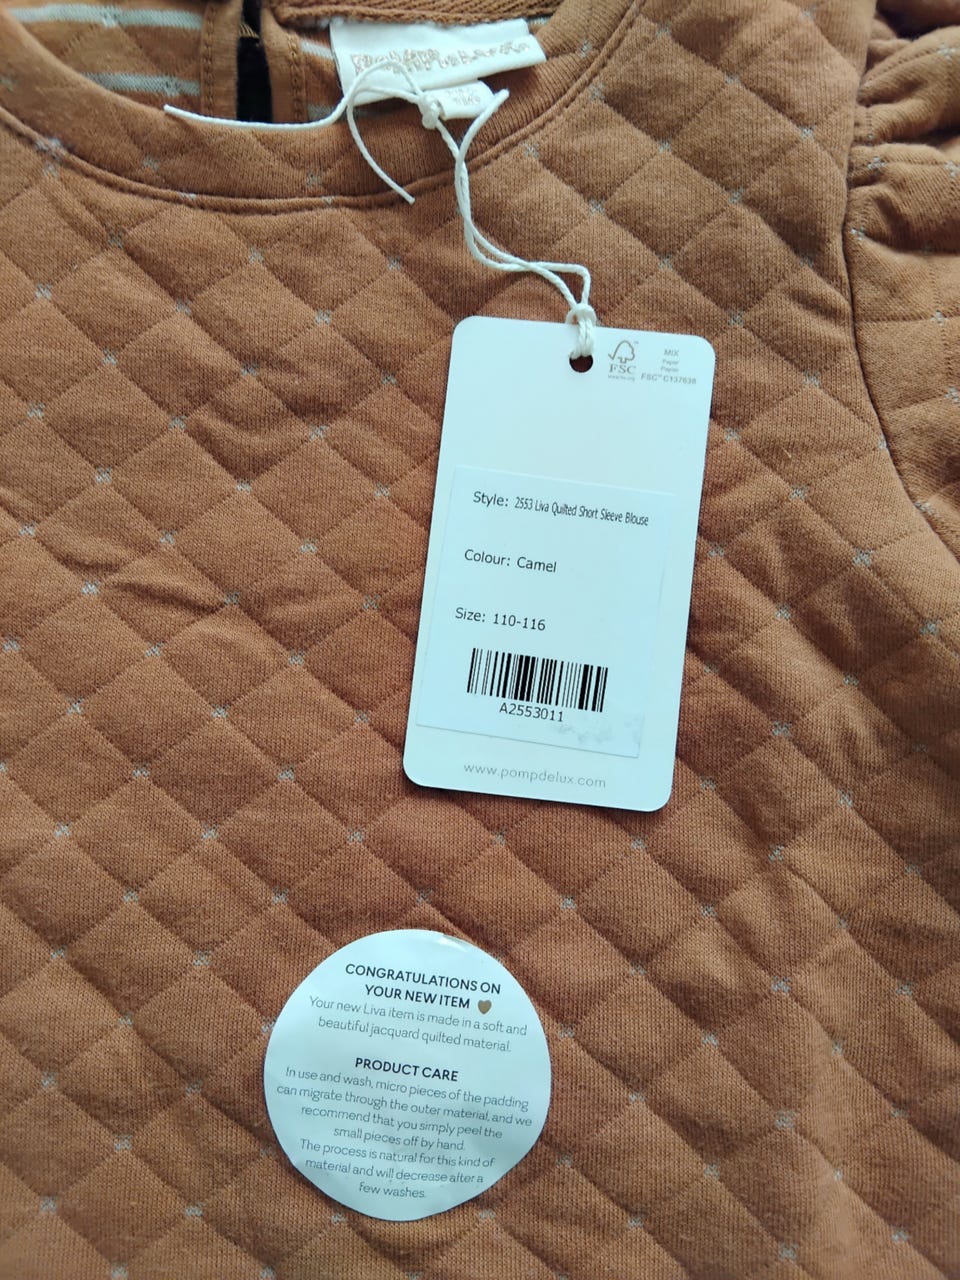 FSC
MIX
Paper
Papier
FSC™ C137638
Style: 2553 Liva Quilted Short Sleeve Blouse
Colour: Camel
Size: 110-116
A2553011
www.pompdelux.com
CONGRATULATIONS ON
YOUR NEW ITEM
Your new Liva item is made in a soft and
beautiful jacquard quilted material.
PRODUCT CARE
In use and wash, micro pieces of the padding
can migrate through the outer material, and we
recommend that you simply peel the
small pieces off by hand.
The process is natural for this kind of
material and will decrease after a
few washes.